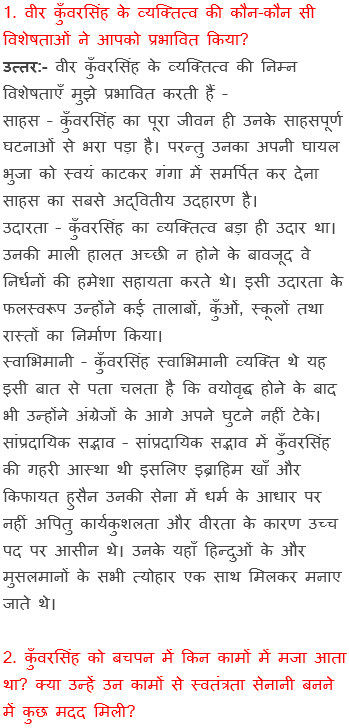 1. वीर कुँवरसिंह के व्यक्तित्व की कौन-कौन सी
विशेषताओं ने आपको प्रभावित किया?
उत्तर:- वीर कुँवरसिंह के व्यक्तित्व की निम्न
विशेषताएँ मुझे प्रभावित करती हैं -
साहस - कुँवरसिंह का पूरा जीवन ही उनके साहसपूर्ण
घटनाओं से भरा पड़ा है। परन्तु उनका अपनी घायल
भुजा को स्वयं काटकर गंगा में समर्पित कर देना
साहस का सबसे अद्वितीय उदहारण है।
उदारता - कुँवरसिंह का व्यक्तित्व बड़ा ही उदार था।
उनकी माली हालत अच्छी न होने के बावजूद वे
निर्धनों की हमेशा सहायता करते थे। इसी उदारता के
फलस्वरूप उन्होंने कई तालाबों, कुँओं, स्कूलों तथा
रास्तों का निर्माण किया।
स्वाभिमानी - कुँवरसिंह स्वाभिमानी व्यक्ति थे यह
इसी बात से पता चलता है कि वयोवृद्ध होने के बाद
भी उन्होंने अंग्रेजों के आगे अपने घुटने नहीं टेके।
सांप्रदायिक सद्भाव - सांप्रदायिक सद्भाव में कुँवरसिंह
की गहरी आस्था थी इसलिए इब्राहिम खाँ और
किफायत हुसैन उनकी सेना में धर्म के आधार पर
नहीं अपितु कार्यकुशलता और वीरता के कारण उच्च
पद पर आसीन थे। उनके यहाँ हिन्दुओं के और
मुसलमानों के सभी त्योहार एक साथ मिलकर मनाए
जाते थे।
2. कुँवरसिंह को बचपन में किन कामों में मजा आता
था? क्या उन्हें उन कामों से स्वतंत्रता सेनानी बनने
में कुछ मदद मिली?